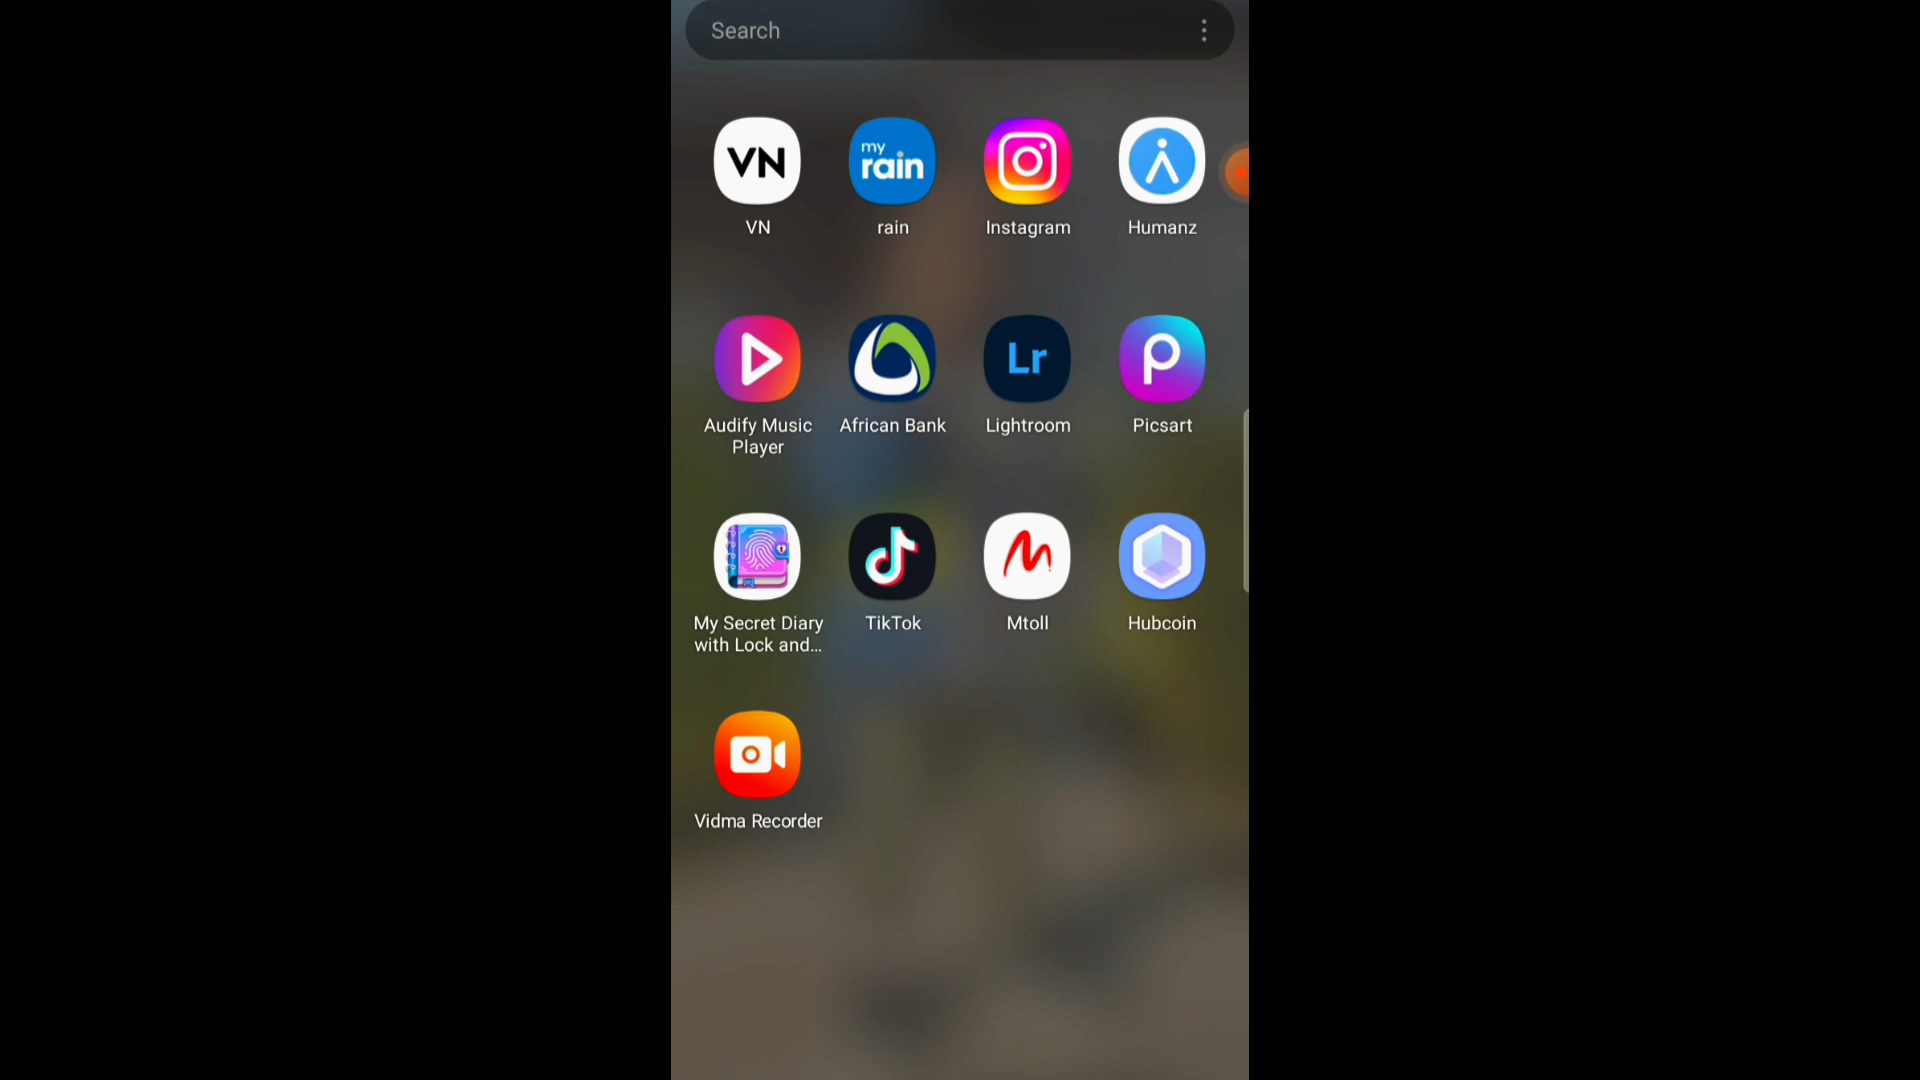 Search
VN
my
rain
VN
rain
Instagram
Humanz
Lr
Audify Music
Player
African Bank
Lightroom
Picsart
My Secret Diary
with Lock and...
TikTok
Mtoll
Hubcoin
Vidma Recorder